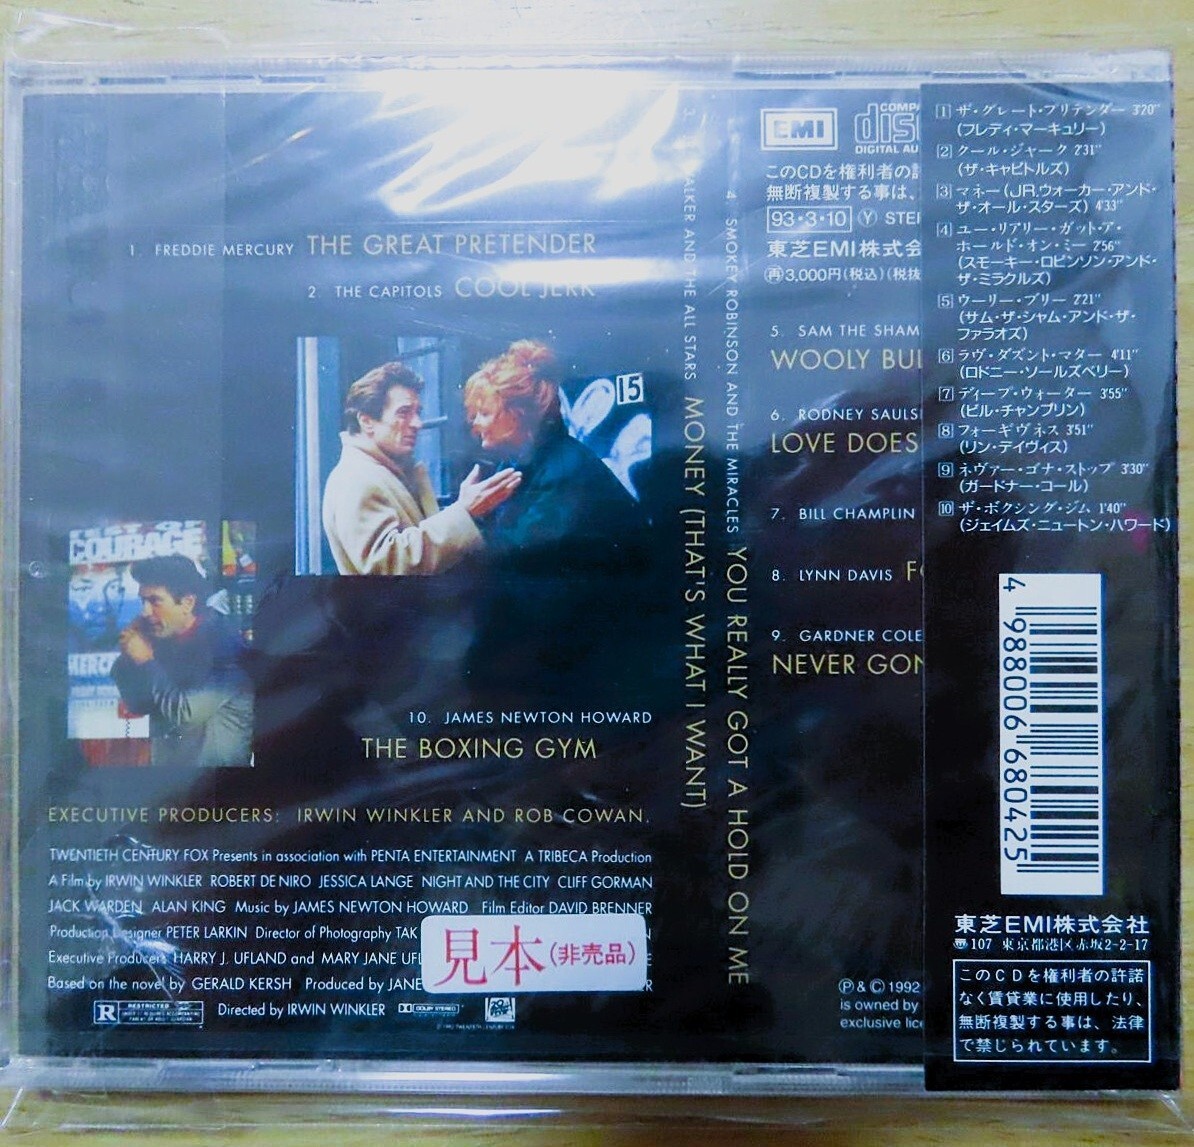 1. FREDDIE MERCURY THE GREAT PRETENDER
2. THE CAPITOLS COOL JERK
15
COURAGE
10. JAMES NEWTON HOWARD
THE BOXING GYM
EXECUTIVE PRODUCERS: IRWIN WINKLER AND ROB COWAN.
TWENTIETH CENTURY FOX Presents in association with PENTA ENTERTAINMENT A TRIBECA Production
A Film by IRWIN WINKLER ROBERT DE NIRO JESSICA LANGE NIGHT AND THE CITY CLIFF GORMAN
JACK WARDEN ALAN KING Music by JAMES NEWTON HOWARD Film Editor DAVID BRENNER
Production Designer PETER LARKIN Director of Photography TAK
Executive Producers HARRY J. UFLAND and MARY JANE UFL
Based on the novel by GERALD KERSH Produced by JANE
R RESTRICTED
Directed by IRWIN WINKLER
DOLBY STEREO
見本(非売品)
ALKER AND THE ALL STARS MONEY (THAT'S WHAT I WANT)
4. SMOKEY ROBINSON AND THE MIRACLES YOU REALLY GOT A HOLD ON ME
EMI
COMPA
disc
DIGITAL AU
このCDを権利者の許
無断複製する事は、
93・3・10 Ⓨ STE
東芝EMI株式会
再3,000円(税込)(税抜
5. SAM THE SHAM
WOOLY BUL
6. RODNEY SAULS
LOVE DOES
7. BILL CHAMPLIN
8. LYNN DAVIS FO
9. GARDNER COLE
NEVER GON
Ⓟ & Ⓒ 1992
is owned by
exclusive lice
1 ザ・グレート・プリテンダー 3'20"
(フレディ・マーキュリー)
2 クール・ジャーク 2'31"
(ザ・キャピトルズ)
3 マネー(JR.ウォーカー・アンド・
ザ・オール・スターズ) 4'33"
4 ユー・リアリー・ガット・ア・
ホールド・オン・ミー 2'56"
(スモーキー・ロビンソン・アンド・
ザ・ミラクルズ)
5 ウーリー・ブリー 2'21"
(サム・ザ・シャム・アンド・ザ・
ファラオズ)
6 ラヴ・ダズント・マター 4'11"
(ロドニー・ソールズベリー)
7 ディープ・ウォーター 3'55"
(ビル・チャンプリン)
8 フォーギヴネス 3'51"
(リン・デイヴィス)
9 ネヴァー・ゴナ・ストップ 3'30"
(ガードナー・コール)
10 ザ・ボクシング・ジム 1'40"
(ジェイムズ・ニュートン・ハワード)
4 988006 680425
東芝EMI株式会社
〠107 東京都港区赤坂2-2-17
このCDを権利者の許諾
なく賃貸業に使用したり、
無断複製する事は、法律
で禁じられています。